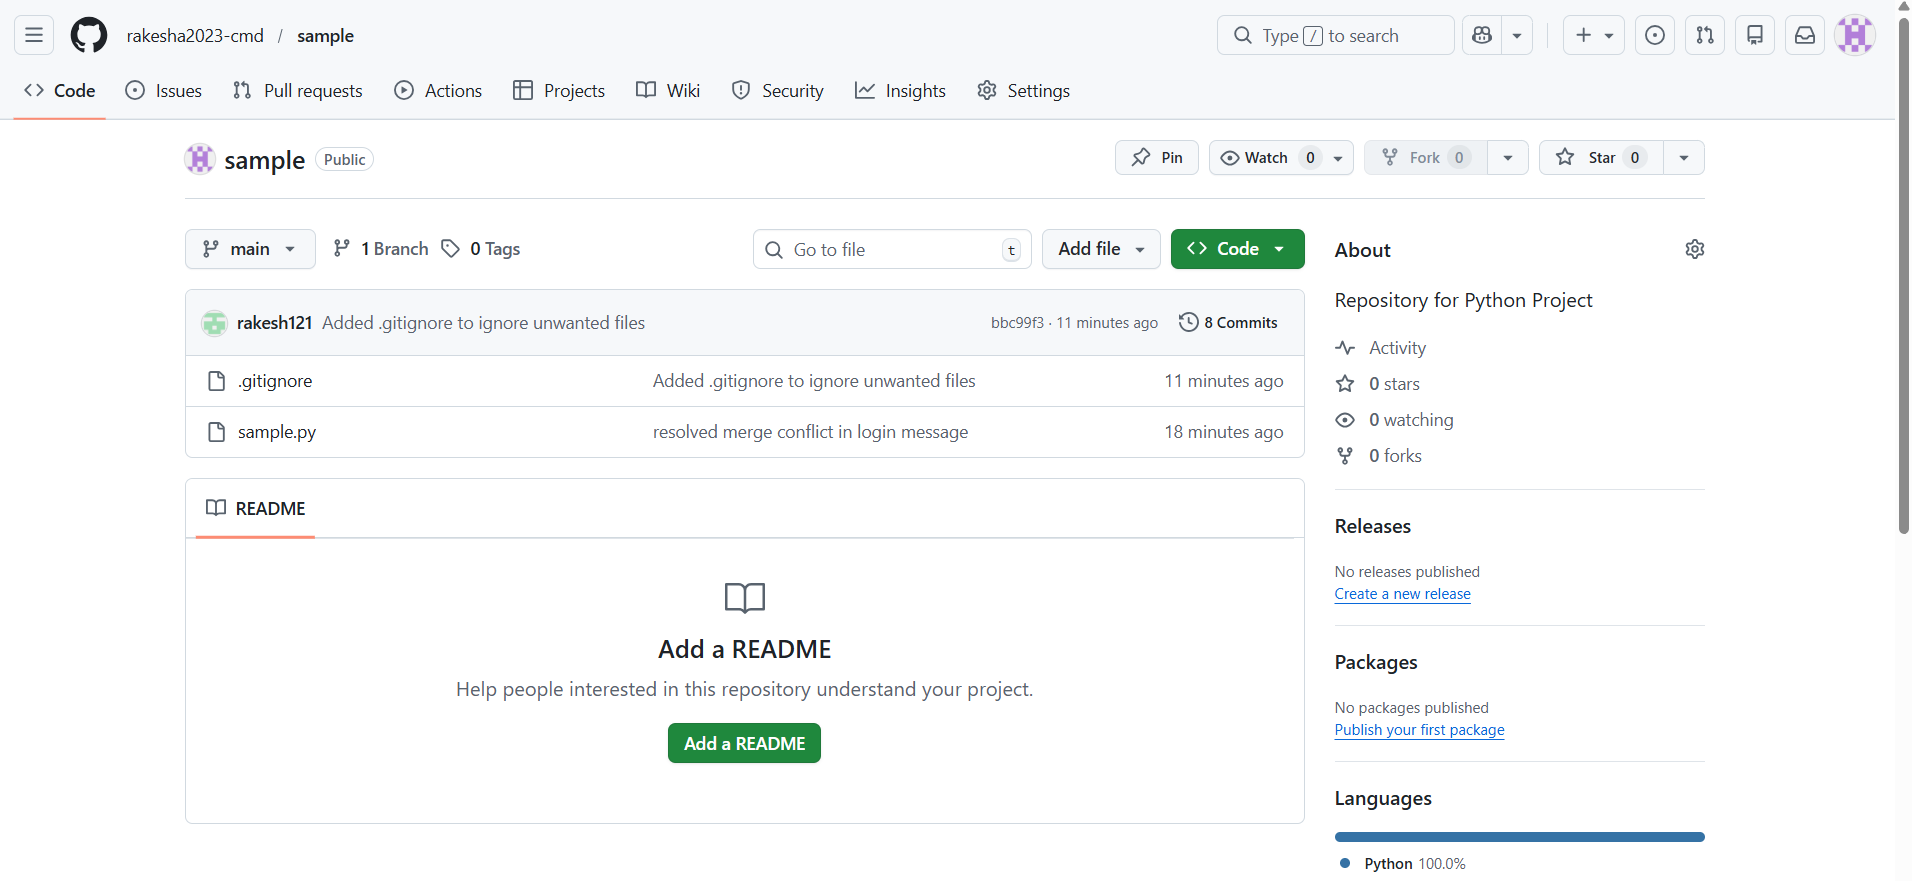 rakesha2023-cmd / sample
Type / to search
Code Issues Pull requests Actions Projects Wiki Security Insights Settings
sample Public
Pin Watch 0 Fork 0 Star 0
main 1 Branch 0 Tags Go to file t Add file Code
rakesh121 Added .gitignore to ignore unwanted files bbc99f3 · 11 minutes ago 8 Commits
.gitignore Added .gitignore to ignore unwanted files 11 minutes ago
sample.py resolved merge conflict in login message 18 minutes ago
README
Add a README
Help people interested in this repository understand your project.
Add a README
About
Repository for Python Project
Activity
0 stars
0 watching
0 forks
Releases
No releases published
Create a new release
Packages
No packages published
Publish your first package
Languages
Python 100.0%